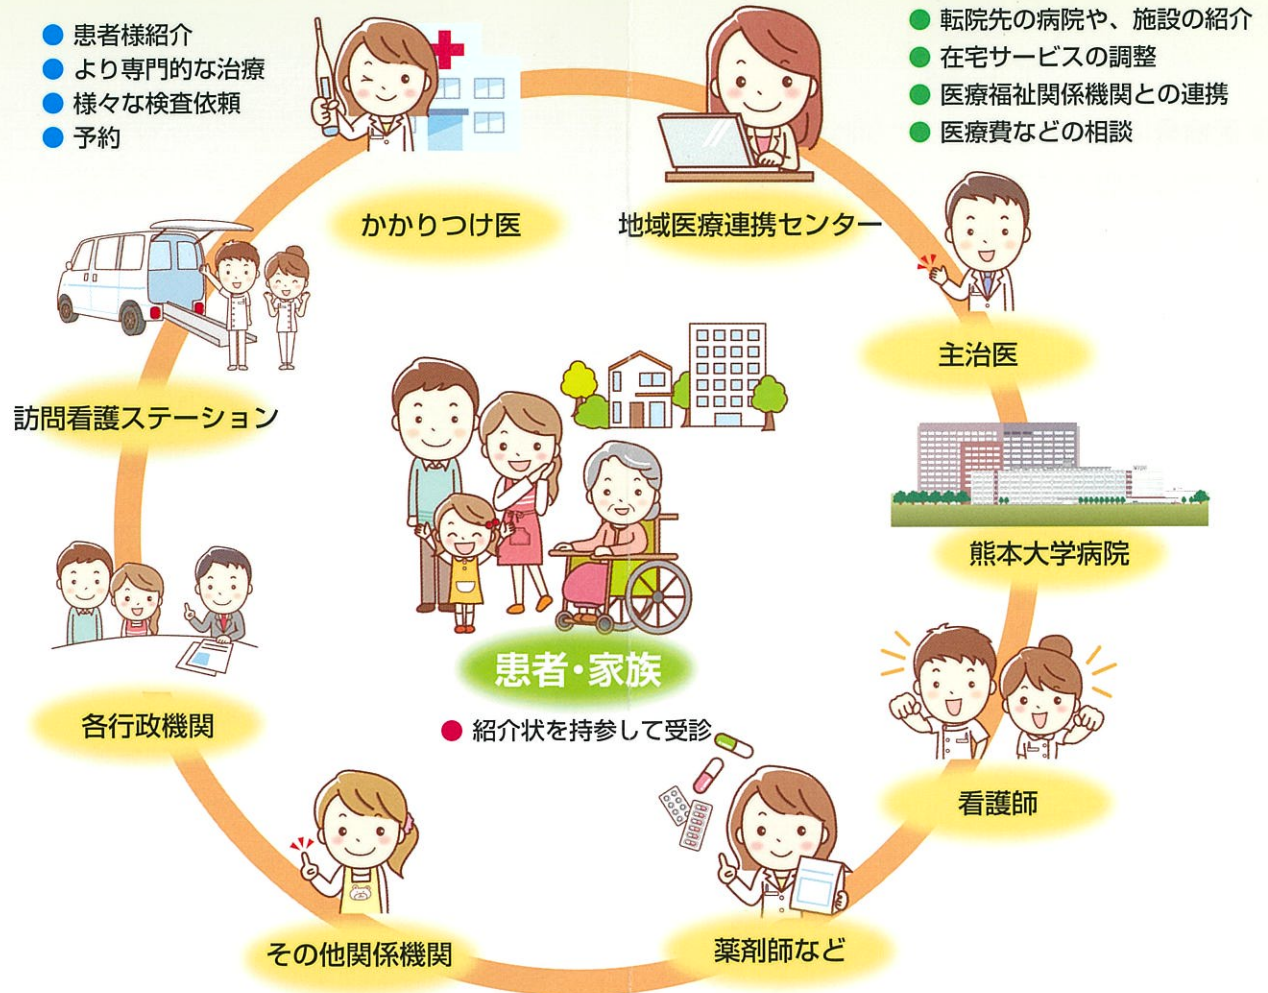 ● 患者様紹介
● より専門的な治療
● 様々な検査依頼
● 予約
● 転院先の病院や、施設の紹介
● 在宅サービスの調整
● 医療福祉関係機関との連携
● 医療費などの相談
かかりつけ医
地域医療連携センター
主治医
訪問看護ステーション
熊本大学病院
患者・家族
● 紹介状を持参して受診
各行政機関
看護師
その他関係機関
薬剤師など